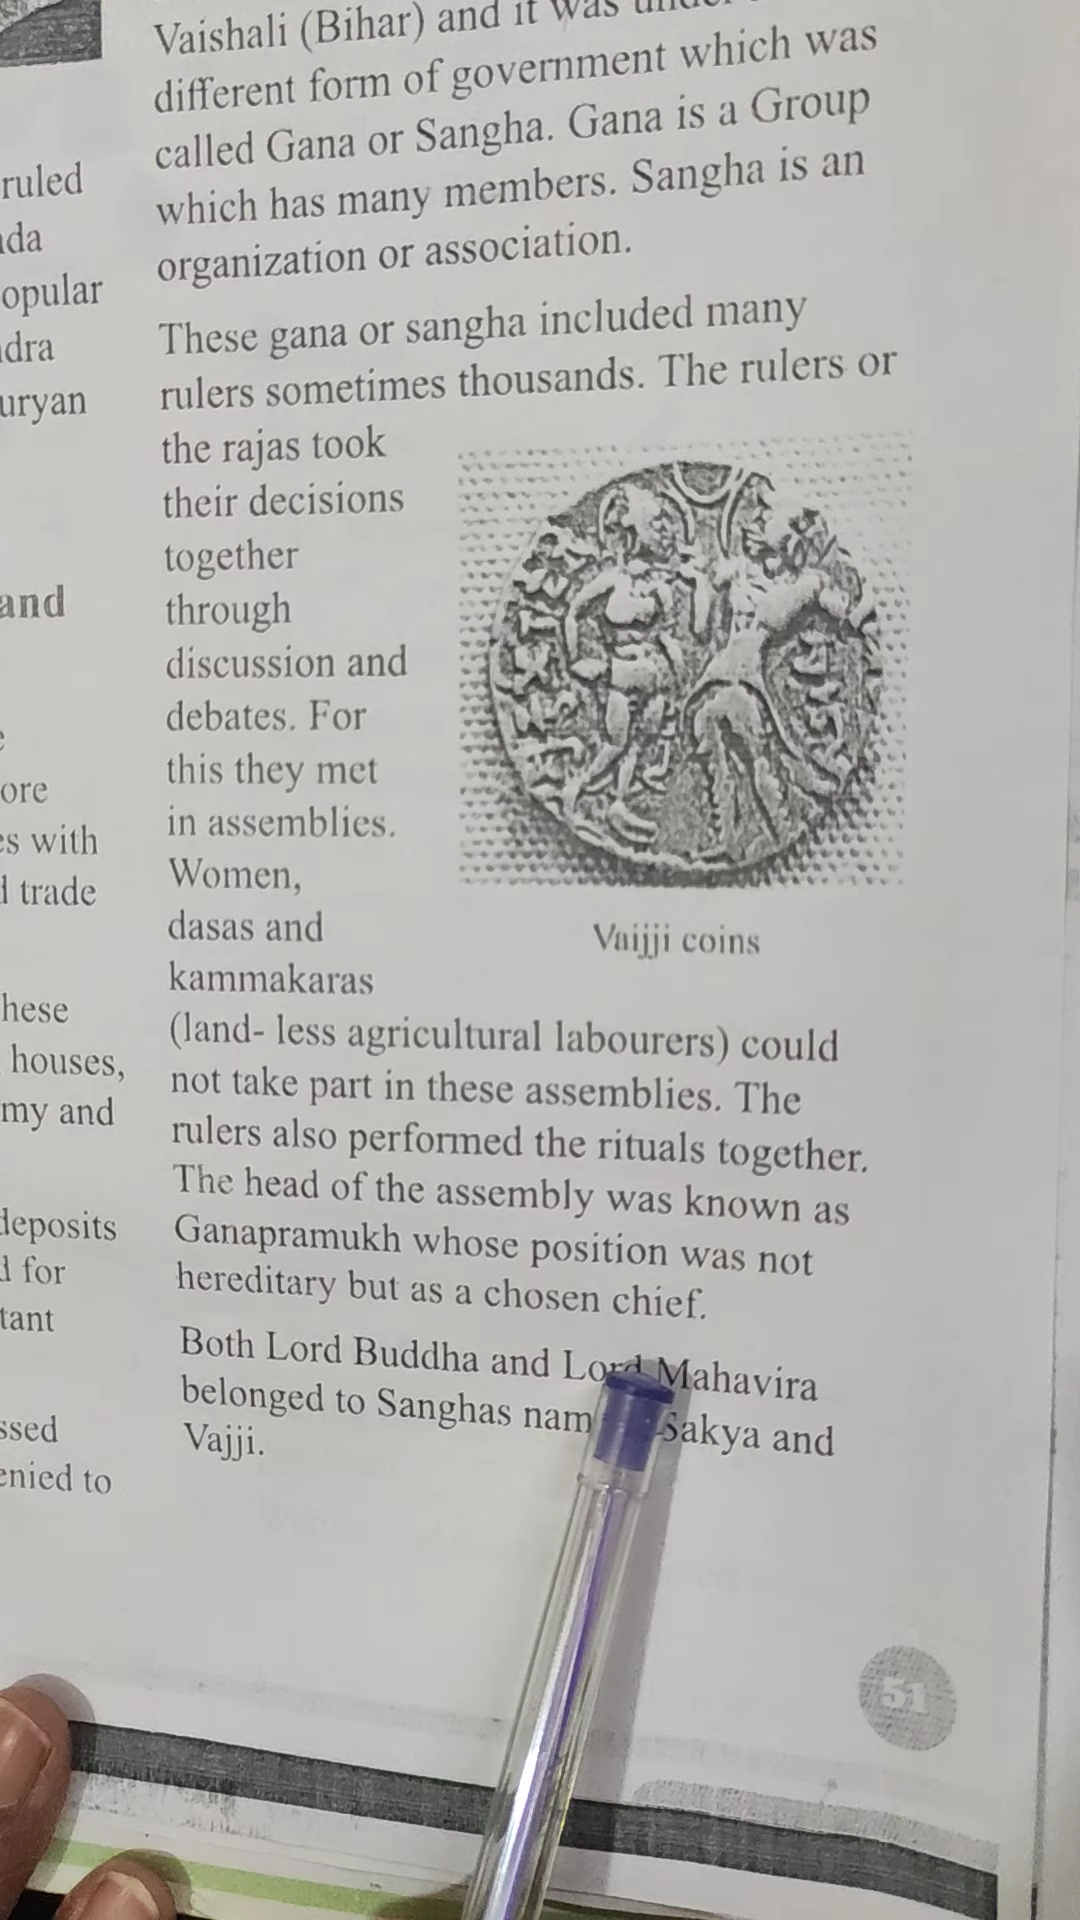 ruled
opular
uryan
and
ore
with
trade
hese
houses,
my and
deposits
for
tant
ssed
enied to
Vaishali (Bihar) and it was
different form of government which was
called Gana or Sangha. Gana is a Group
which has many members. Sangha is an
organization or association.
These gana or sangha included many
rulers sometimes thousands. The rulers or
the rajas took
their decisions
together
through
discussion and
debates. For
this they met
in assemblies.
Women,
dasas and
kammakaras
(land- less agricultural labourers) could
not take part in these assemblies. The
rulers also performed the rituals together.
The head of the assembly was known as
Ganapramukh whose position was not
hereditary but as a chosen chief.
Both Lord Buddha and Lord Mahavira
belonged to Sanghas nam Sakya and
Vajji.
Vaijji coins
51